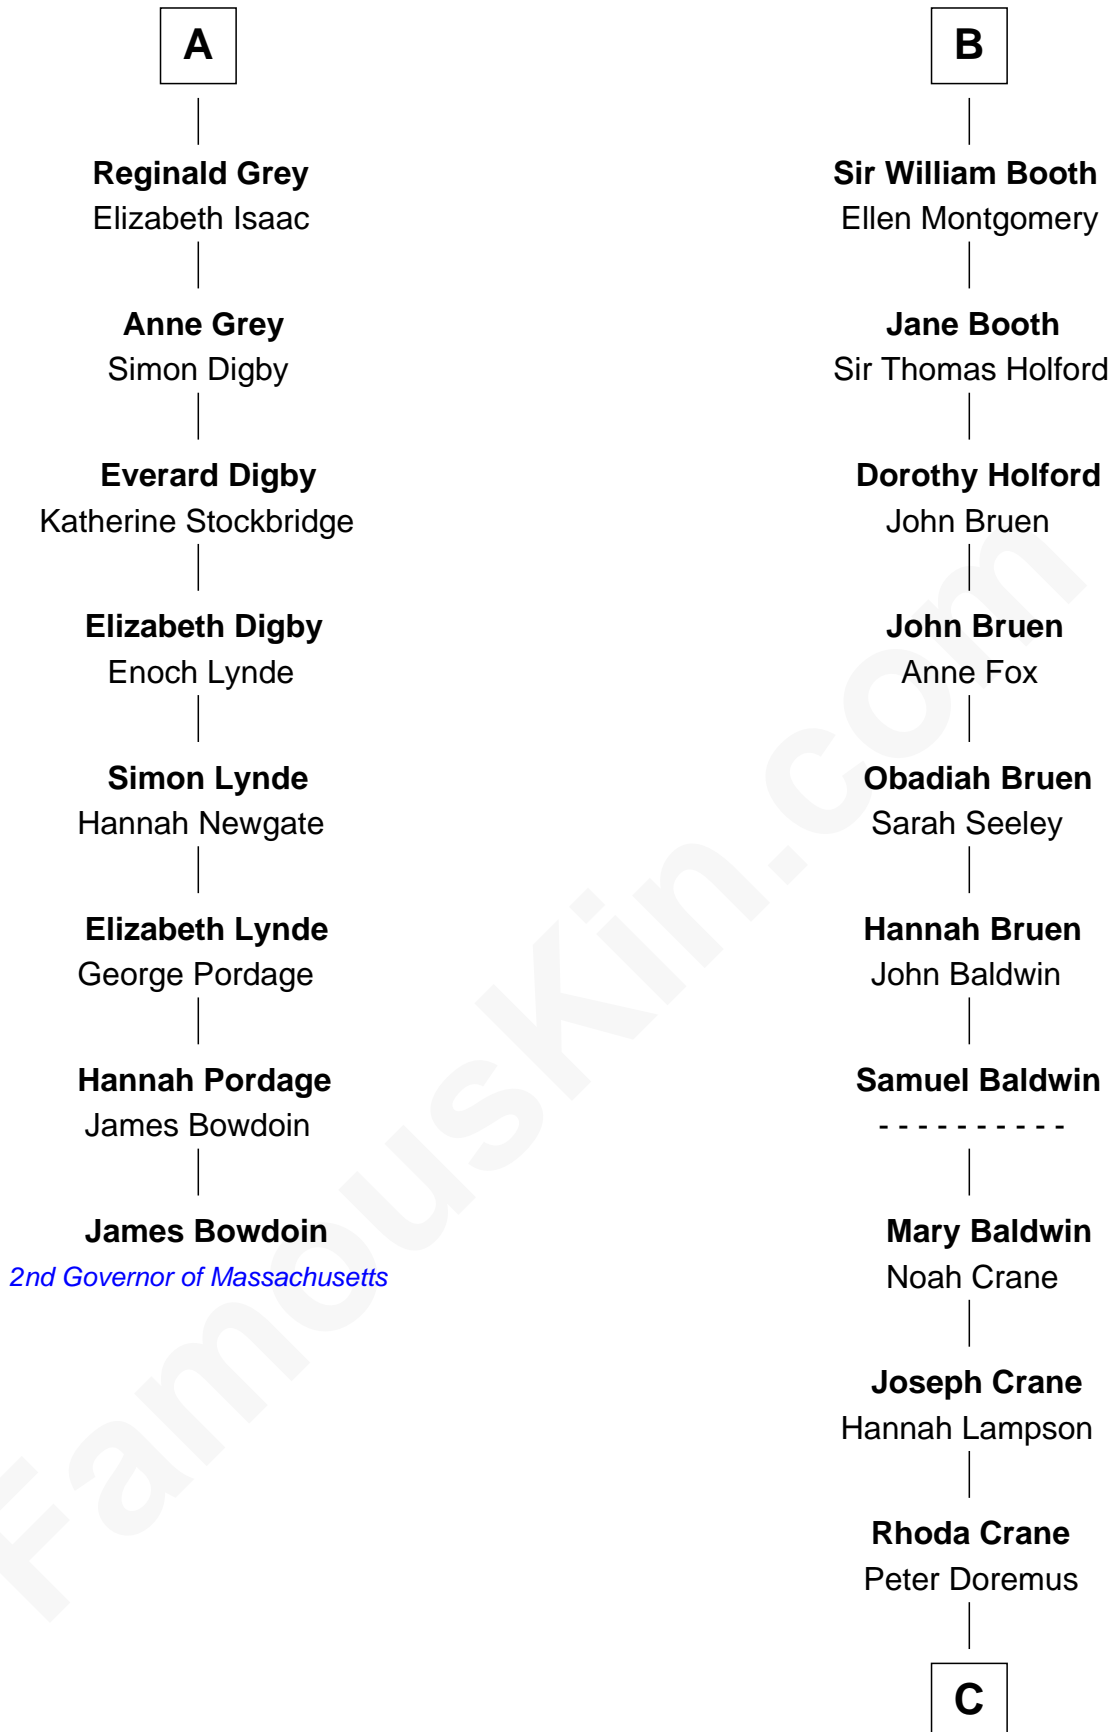 A
Reginald Grey
Elizabeth Isaac
Anne Grey
Simon Digby
Everard Digby
Katherine Stockbridge
Elizabeth Digby
Enoch Lynde
Simon Lynde
Hannah Newgate
Elizabeth Lynde
George Pordage
Hannah Pordage
James Bowdoin
James Bowdoin
2nd Governor of Massachusetts
B
Sir William Booth
Ellen Montgomery
Jane Booth
Sir Thomas Holford
Dorothy Holford
John Bruen
John Bruen
Anne Fox
Obadiah Bruen
Sarah Seeley
Hannah Bruen
John Baldwin
Samuel Baldwin
- - - - - - - - - -
Mary Baldwin
Noah Crane
Joseph Crane
Hannah Lampson
Rhoda Crane
Peter Doremus
C
FamousKin.com